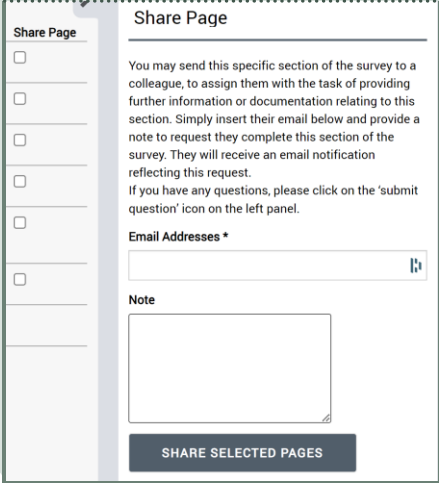 Share Page
Share Page
You may send this specific section of the survey to a
colleague, to assign them with the task of providing
further information or documentation relating to this
section. Simply insert their email below and provide a
note to request they complete this section of the
survey. They will receive an email notification
reflecting this request.
If you have any questions, please click on the ‘submit
question’ icon on the left panel.
Email Addresses *
Note
SHARE SELECTED PAGES